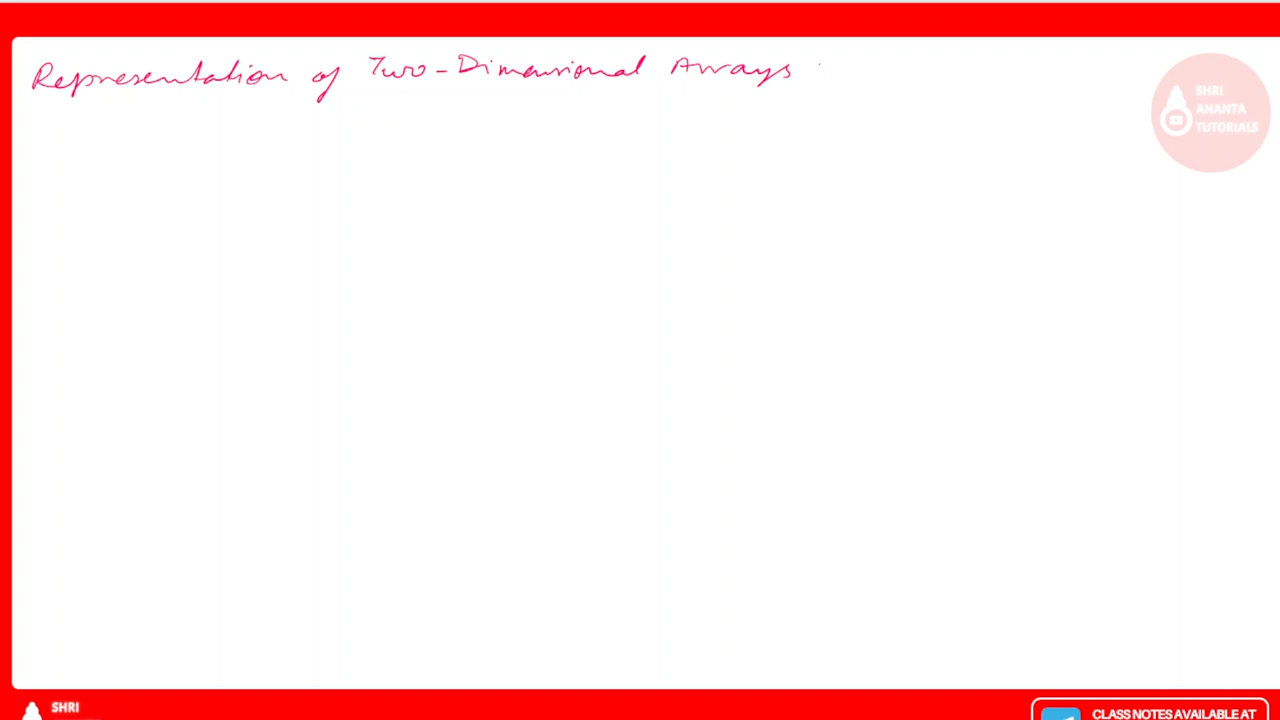 Representation of Two-Dimensional Arrays
SHRI
ANANTA
TUTORIALS
SHRI
CLASS NOTES AVAILABLE AT